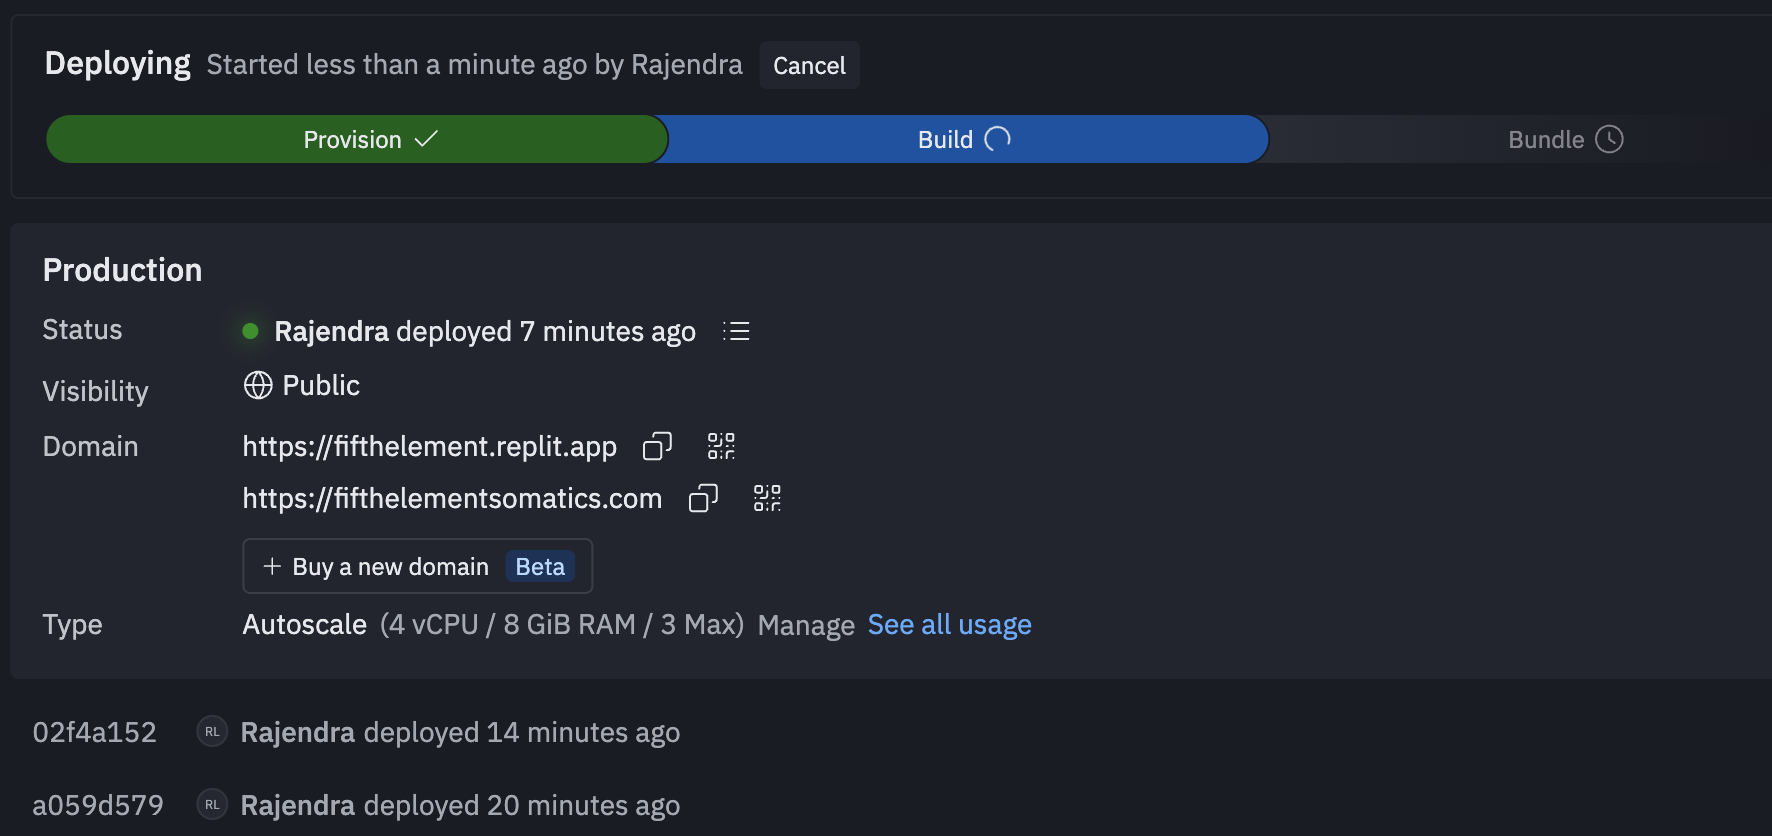 Deploying Started less than a minute ago by Rajendra Cancel
Provision Build Bundle
Production
Status Rajendra deployed 7 minutes ago
Visibility Public
Domain https://fifthelement.replit.app
https://fifthelementsomatics.com
+ Buy a new domain Beta
Type Autoscale (4 vCPU / 8 GiB RAM / 3 Max) Manage See all usage
02f4a152 RL Rajendra deployed 14 minutes ago
a059d579 RL Rajendra deployed 20 minutes ago